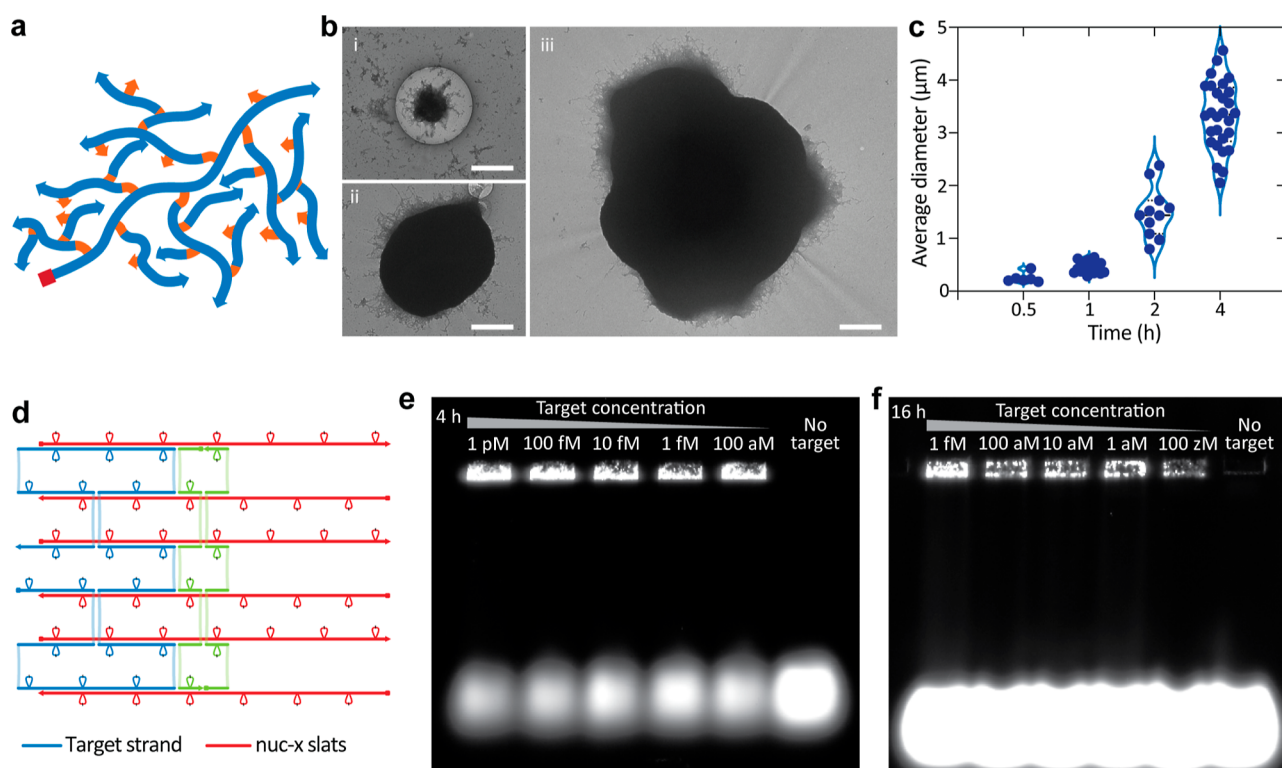 a
b
i
ii
iii
c
Average diameter (μm)
5
4
3
2
1
0
0.5 1 2 4
Time (h)
d
Target strand nuc-x slats
e
4 h
Target concentration
1 pM 100 fM 10 fM 1 fM 100 aM
No
target
f
16 h
Target concentration
1 fM 100 aM 10 aM 1 aM 100 zM
No
target